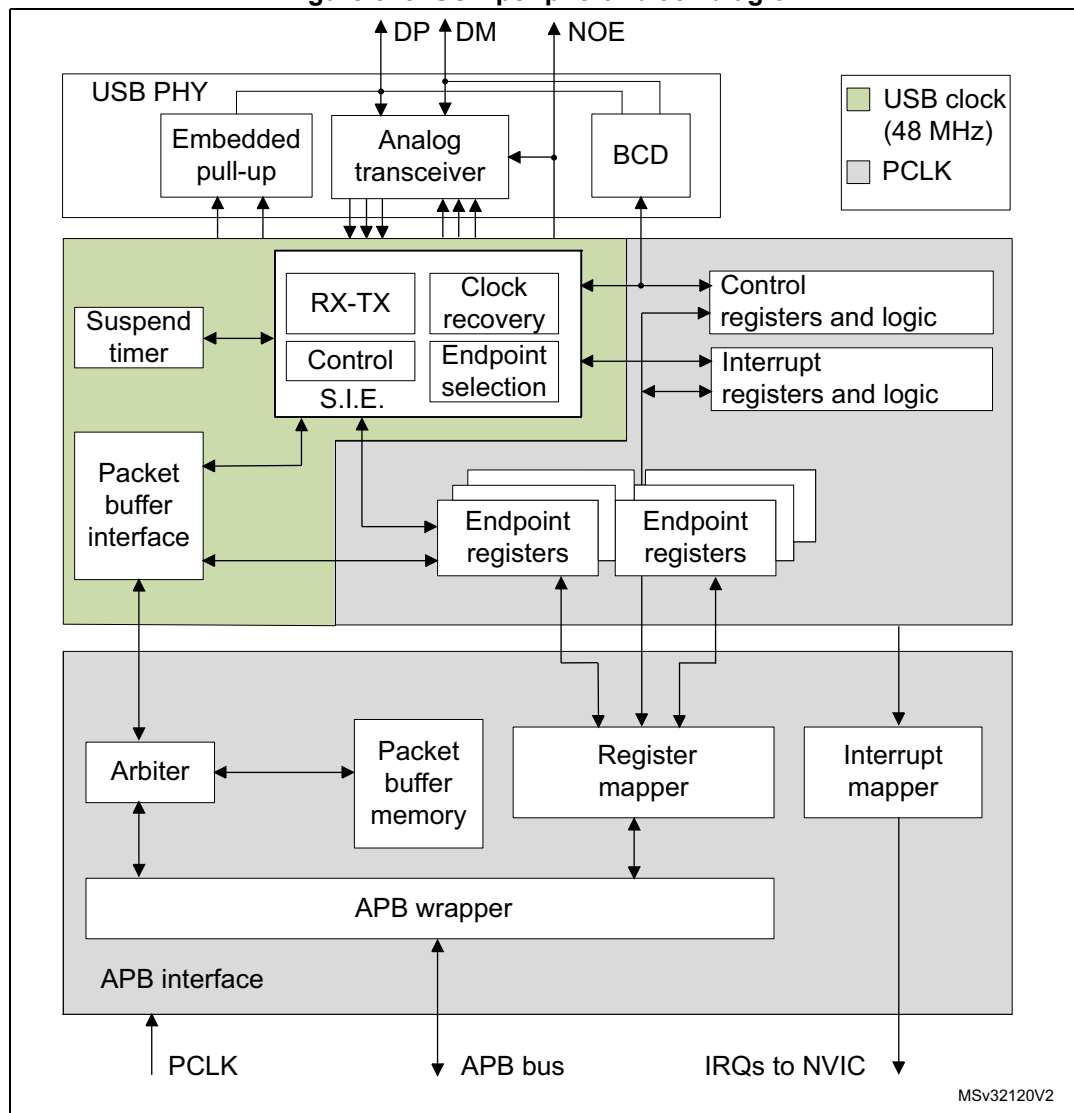 DP DM NOE
USB PHY
Embedded
pull-up
Analog
transceiver
BCD
USB clock
(48 MHz)
PCLK
Suspend
timer
RX-TX
Clock
recovery
Control
Endpoint
selection
S.I.E.
Control
registers and logic
Interrupt
registers and logic
Packet
buffer
interface
Endpoint
registers
Endpoint
registers
Arbiter
Packet
buffer
memory
Register
mapper
Interrupt
mapper
APB wrapper
APB interface
PCLK
APB bus
IRQs to NVIC
MSv32120V2